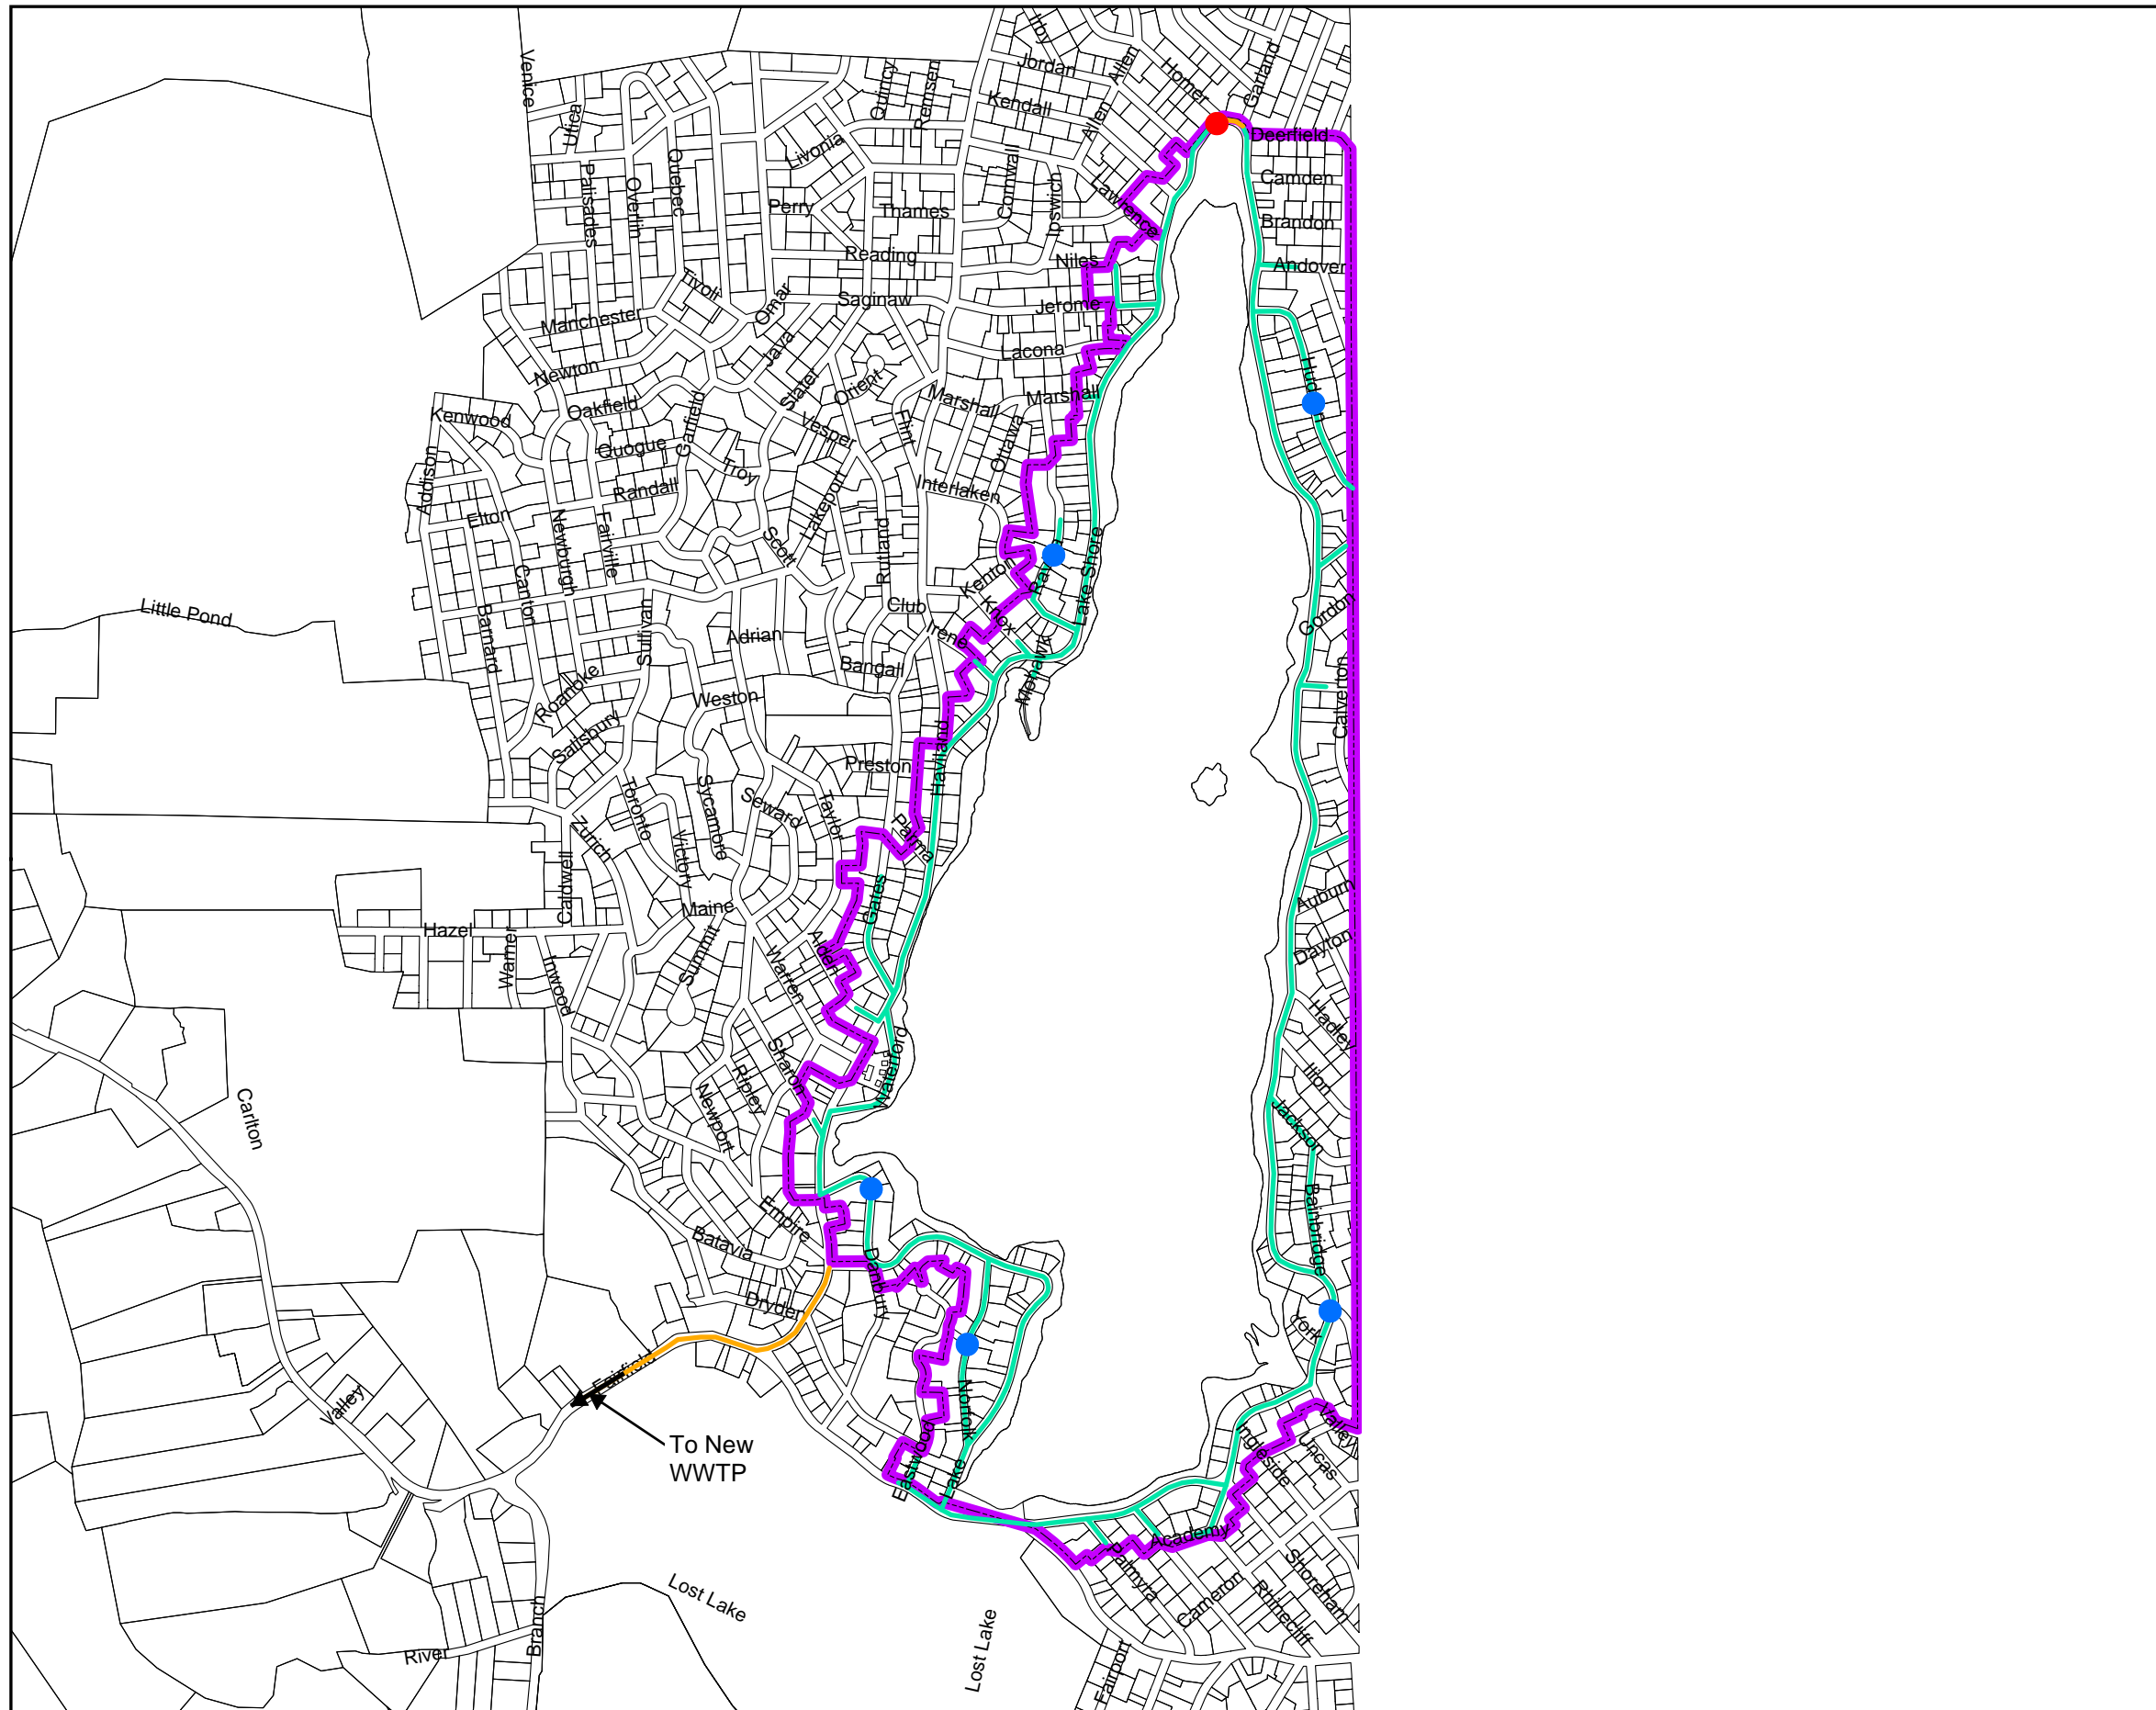 Irby
Jordan
Allen
Homer
Garland
Venice
Utica
Quincy
Remsen
Kendall
Allen
Livonia
Deerfield
Palisades
Overlin
Quebec
Cornwall
Ipswich
Lawrence
Camden
Perry
Thames
Brandon
Reading
Niles
Andover
Tivoli
Omar
Saginaw
Jerome
Manchester
Java
Lacona
Newton
Slater
Orient
Marshall
Marshall
Kenwood
Oakfield
Garfield
Vesper
Flint
Ottawa
Quogue
Troy
Addison
Randall
Lakeport
Interlaken
Elton
Newburgh
Fairville
Scott
Rutland
Lake Shore
Kenton
Canton
Little Pond
Barnard
Sullivan
Adrian
Club
Knox
Irene
Gordon
Bangall
Mohawk
Roanoke
Weston
Calverton
Salisbury
Haviland
Preston
Toronto
Sycamore
Seward
Taylor
Parma
Zurich
Victory
Caldwell
Gates
Auburn
Maine
Hazel
Warner
Summit
Alden
Warren
Dayton
Inwood
Hadley
Sharon
Waterford
Ripley
Ilion
Carlton
Newport
Jackson
Empire
Bainbridge
Batavia
Danbury
Dryden
York
Fairfield
Valley
Norfolk
Valley
To New
WWTP
Eastwood
Lake
Ingleside
Uncas
Academy
Palmyra
Shoreham
Lost Lake
Cameron
Rhinecliff
Branch
River
Lost Lake
Fairport